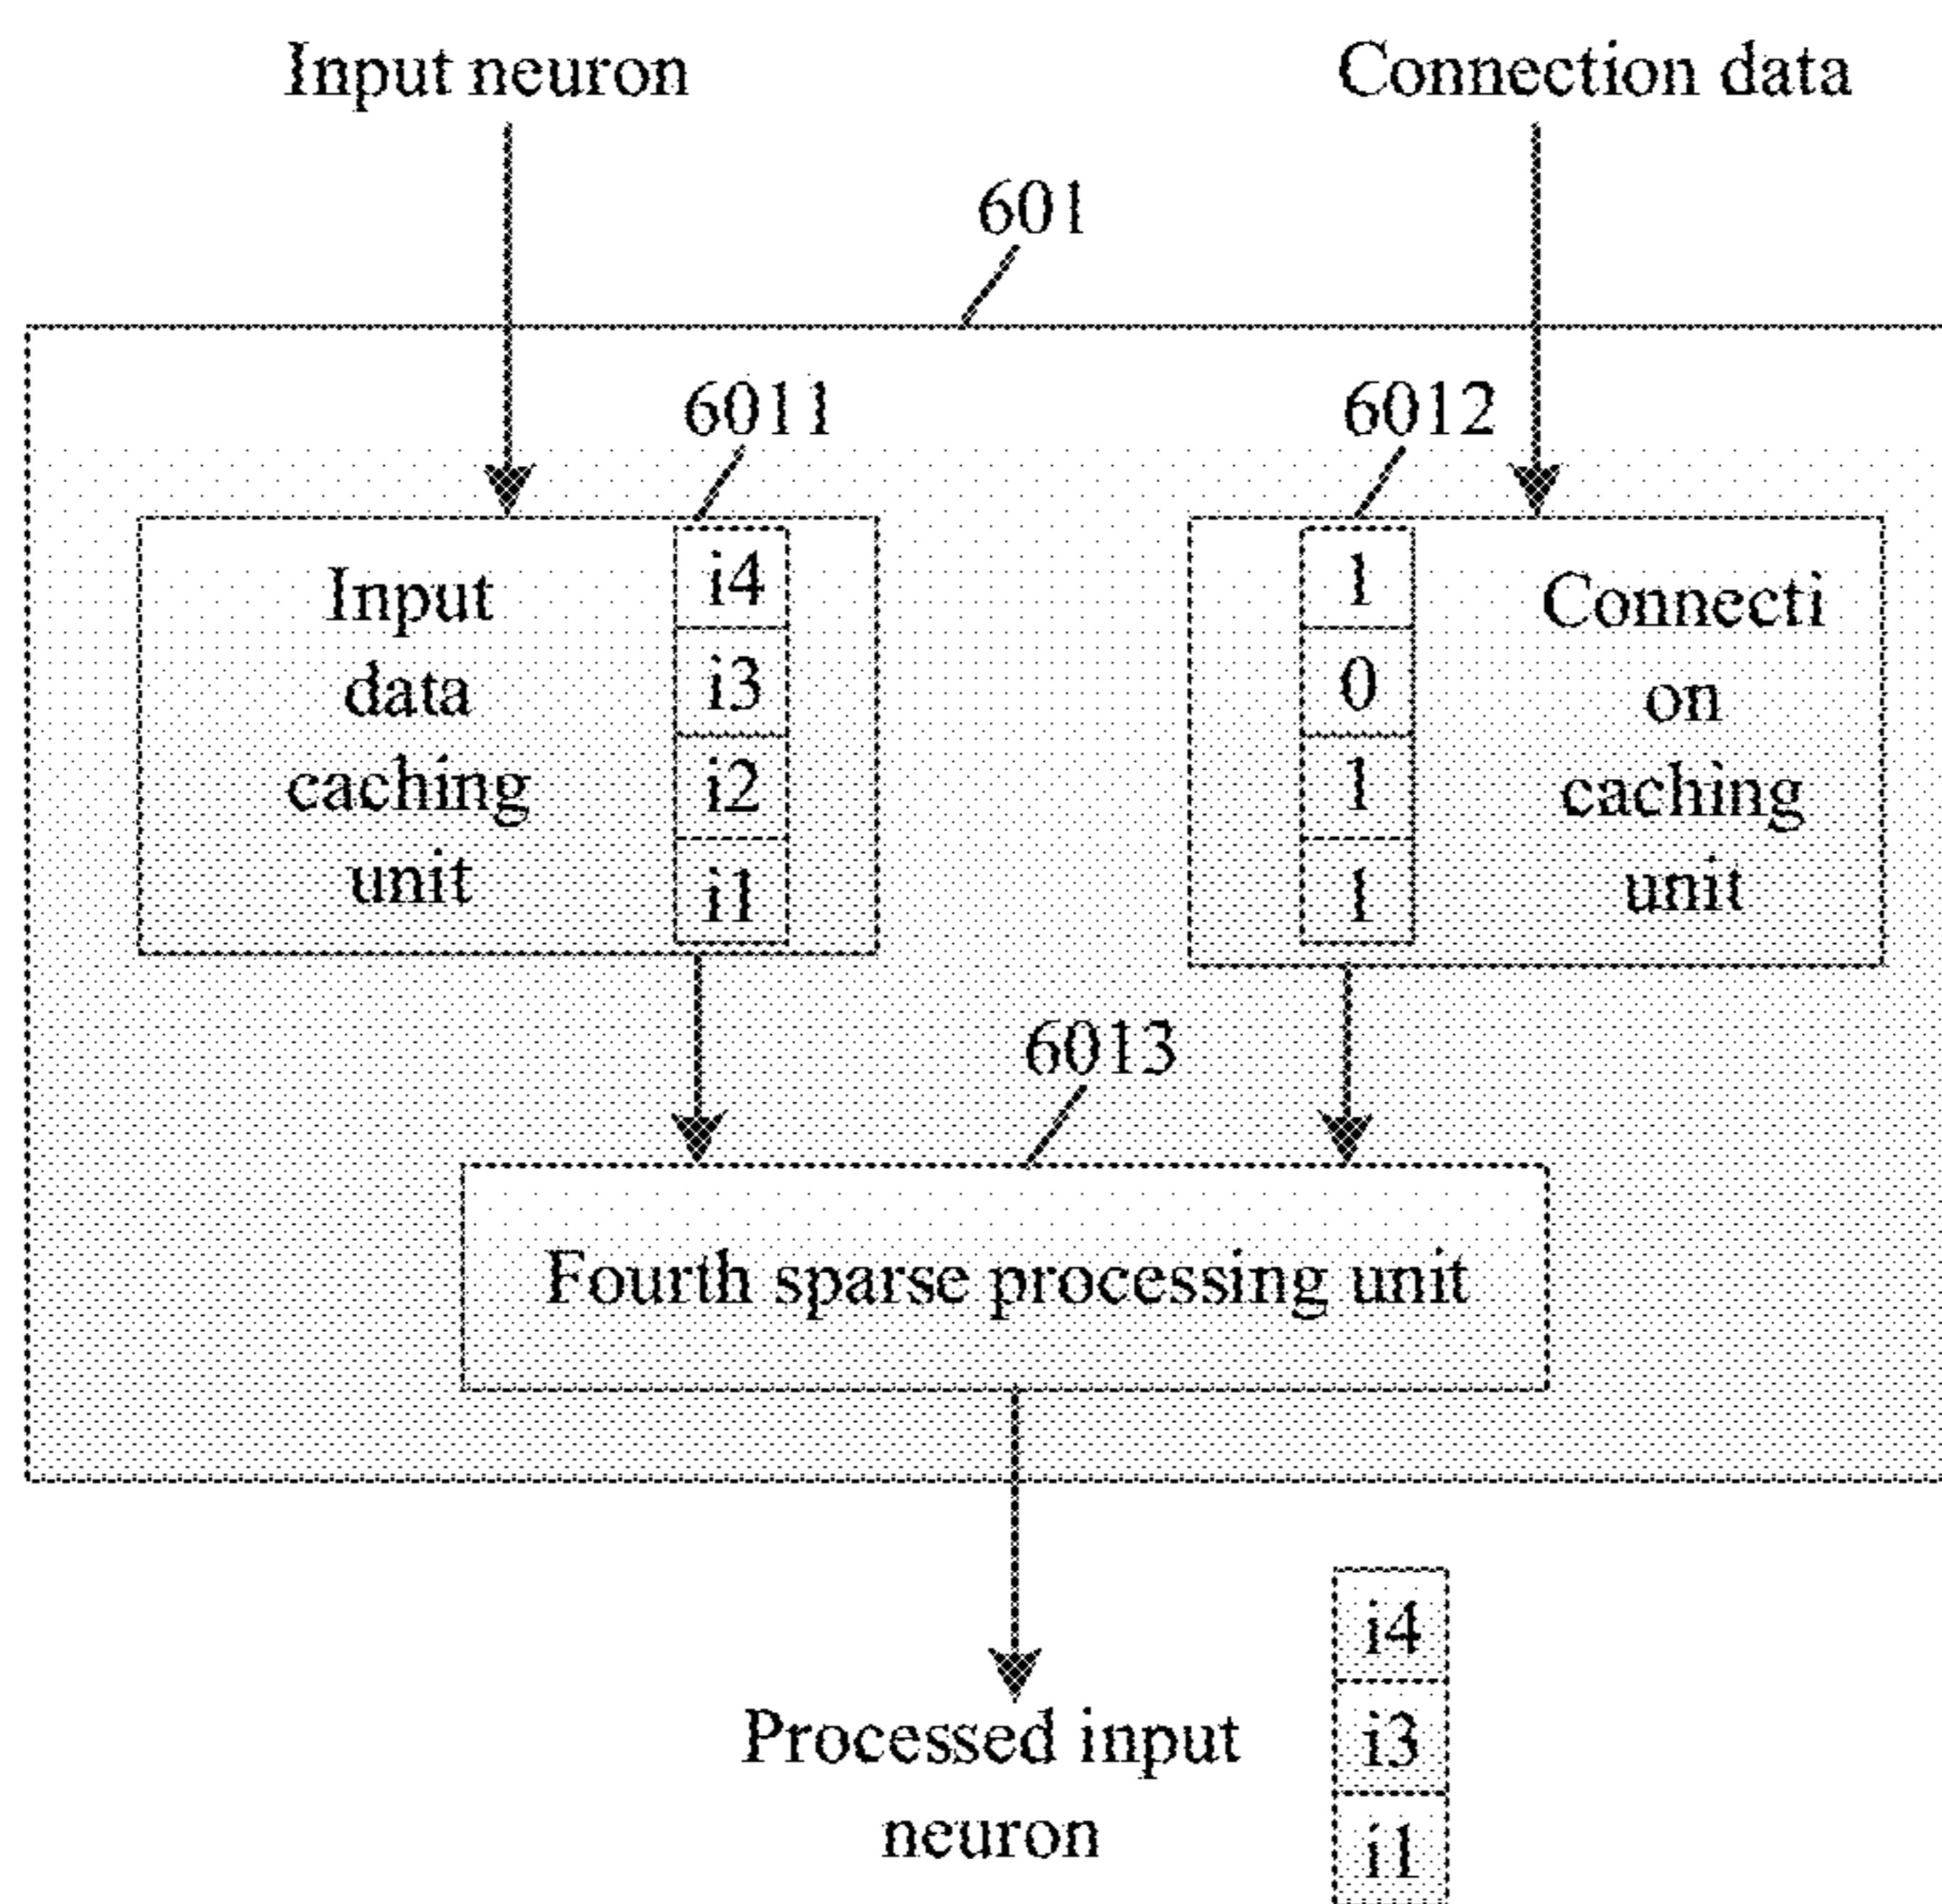 Input neuron
Connection data
601
6011
6012
Input
data
caching
unit
i4
i3
i2
i1
1
0
1
1
Connecti
on
caching
unit
6013
Fourth sparse processing unit
Processed input
neuron
i4
i3
i1